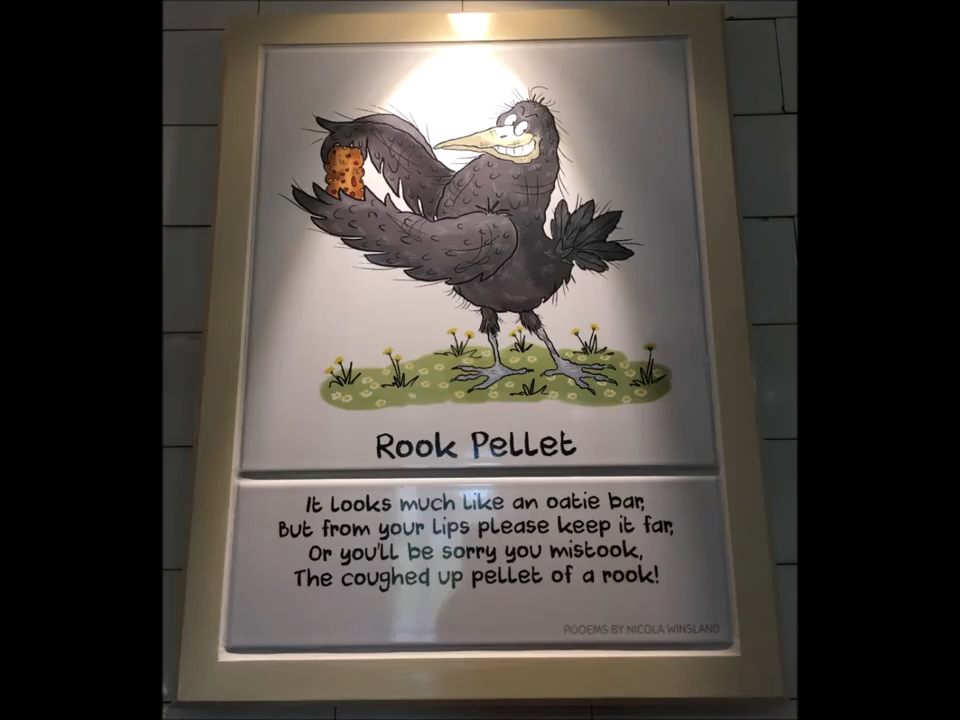 Rook Pellet
It looks much like an oatie bar,
But from your lips please keep it far,
Or you'll be sorry you mistook,
The coughed up pellet of a rook!
POOEMS BY NICOLA WINSLAND